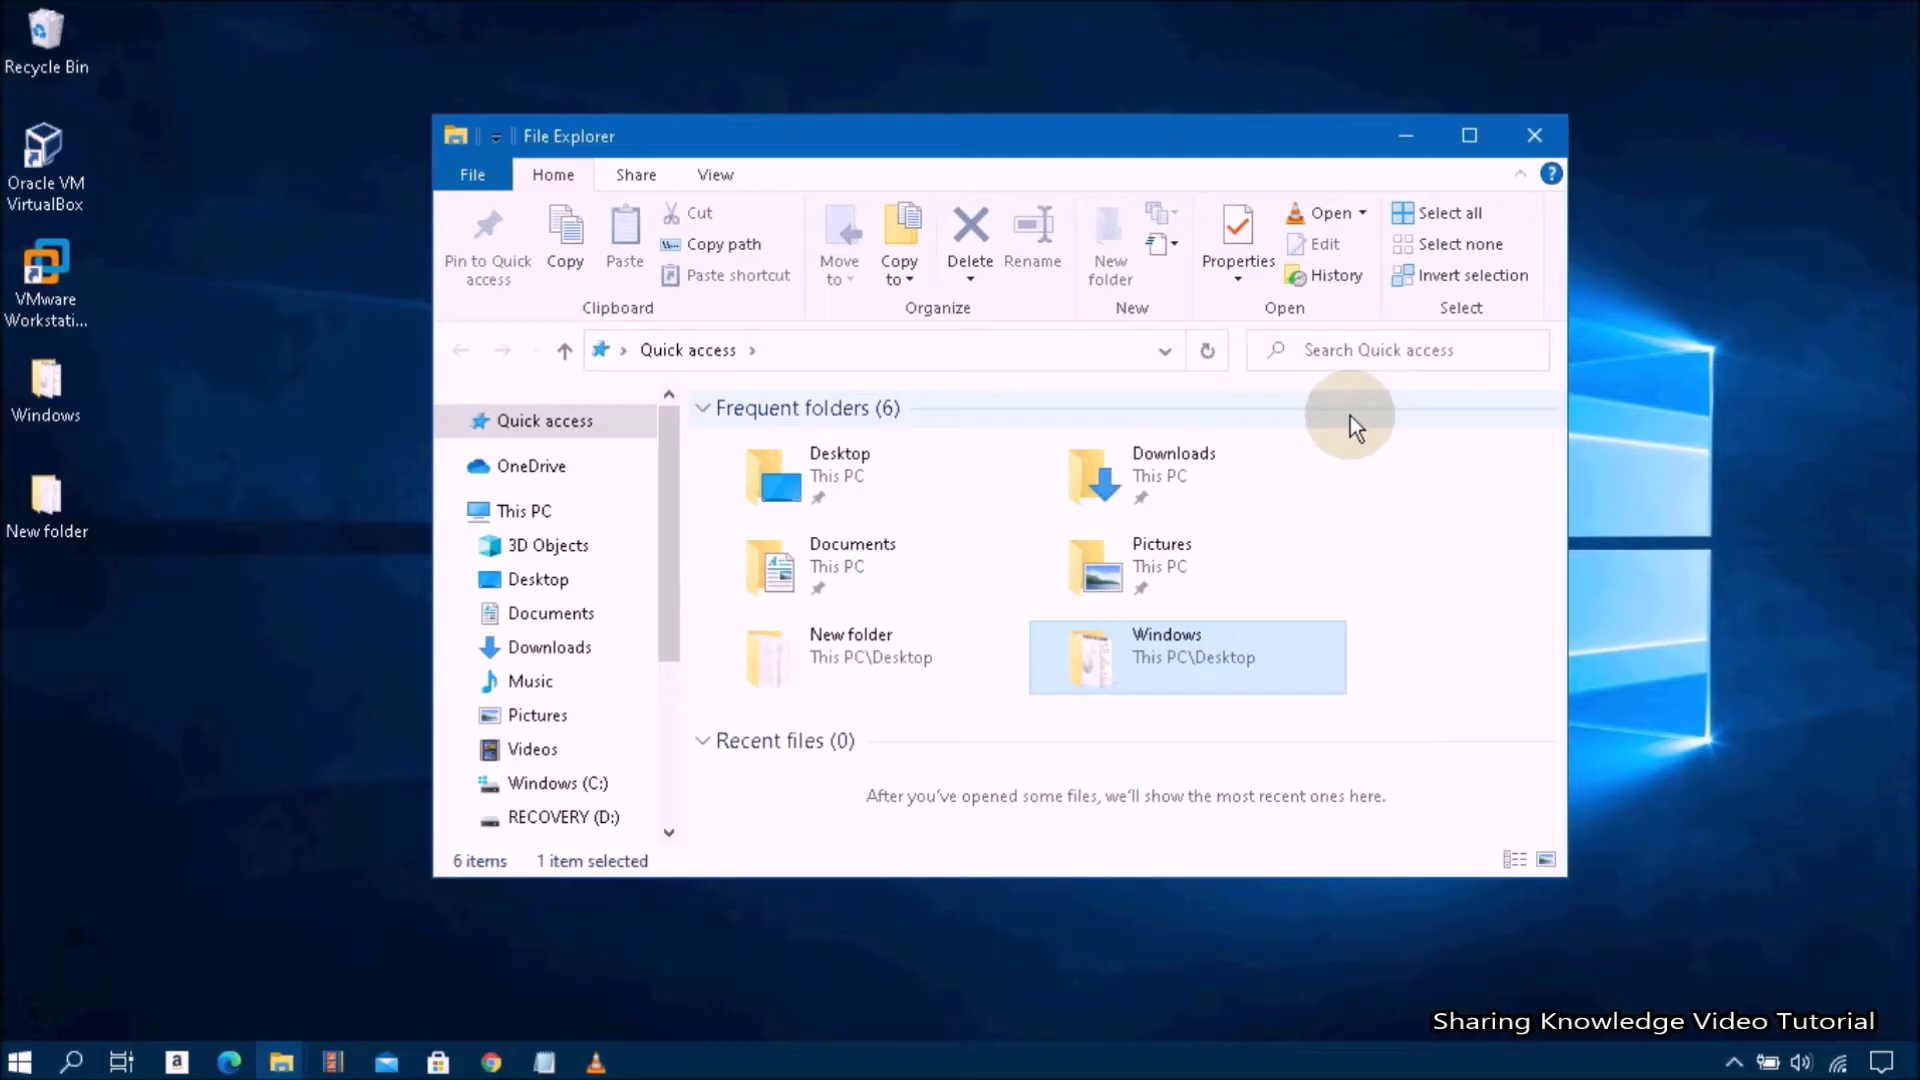 Recycle Bin
Oracle VM
VirtualBox
VMware
Workstati...
Windows
New folder
File Explorer
File Home Share View
?
Pin to Quick
access
Copy
Paste
Cut
Copy path
Paste shortcut
Clipboard
Move
to
Copy
to
Delete
Rename
Organize
New
folder
New
Properties
Open
Edit
History
Open
Select all
Select none
Invert selection
Select
Quick access
Search Quick access
Quick access
OneDrive
This PC
3D Objects
Desktop
Documents
Downloads
Music
Pictures
Videos
Windows (C:)
RECOVERY (D:)
Frequent folders (6)
Desktop
This PC
Downloads
This PC
Documents
This PC
Pictures
This PC
New folder
This PC\Desktop
Windows
This PC\Desktop
Recent files (0)
After you've opened some files, we'll show the most recent ones here.
6 items 1 item selected
Sharing Knowledge Video Tutorial
a